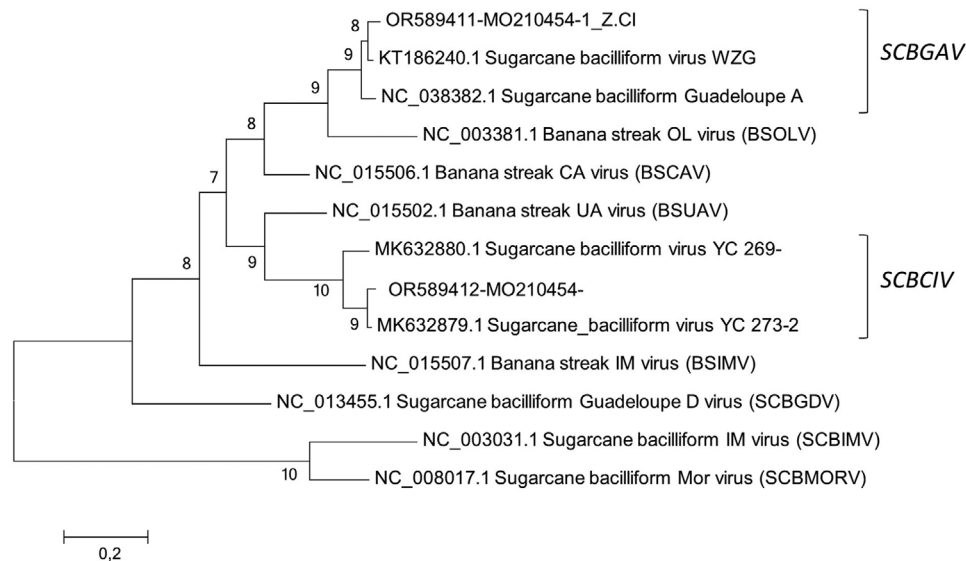 8
OR589411-MO210454-1_Z.CI
9
KT186240.1 Sugarcane bacilliform virus WZG
SCBGAV
9
NC_038382.1 Sugarcane bacilliform Guadeloupe A
8
NC_003381.1 Banana streak OL virus (BSOLV)
7
NC_015506.1 Banana streak CA virus (BSCAV)
NC_015502.1 Banana streak UA virus (BSUAV)
8
9
MK632880.1 Sugarcane bacilliform virus YC 269-
10
OR589412-MO210454-
SCBCIV
9
MK632879.1 Sugarcane_bacilliform virus YC 273-2
NC_015507.1 Banana streak IM virus (BSIMV)
NC_013455.1 Sugarcane bacilliform Guadeloupe D virus (SCBGDV)
NC_003031.1 Sugarcane bacilliform IM virus (SCBIMV)
10
NC_008017.1 Sugarcane bacilliform Mor virus (SCBMORV)
0,2